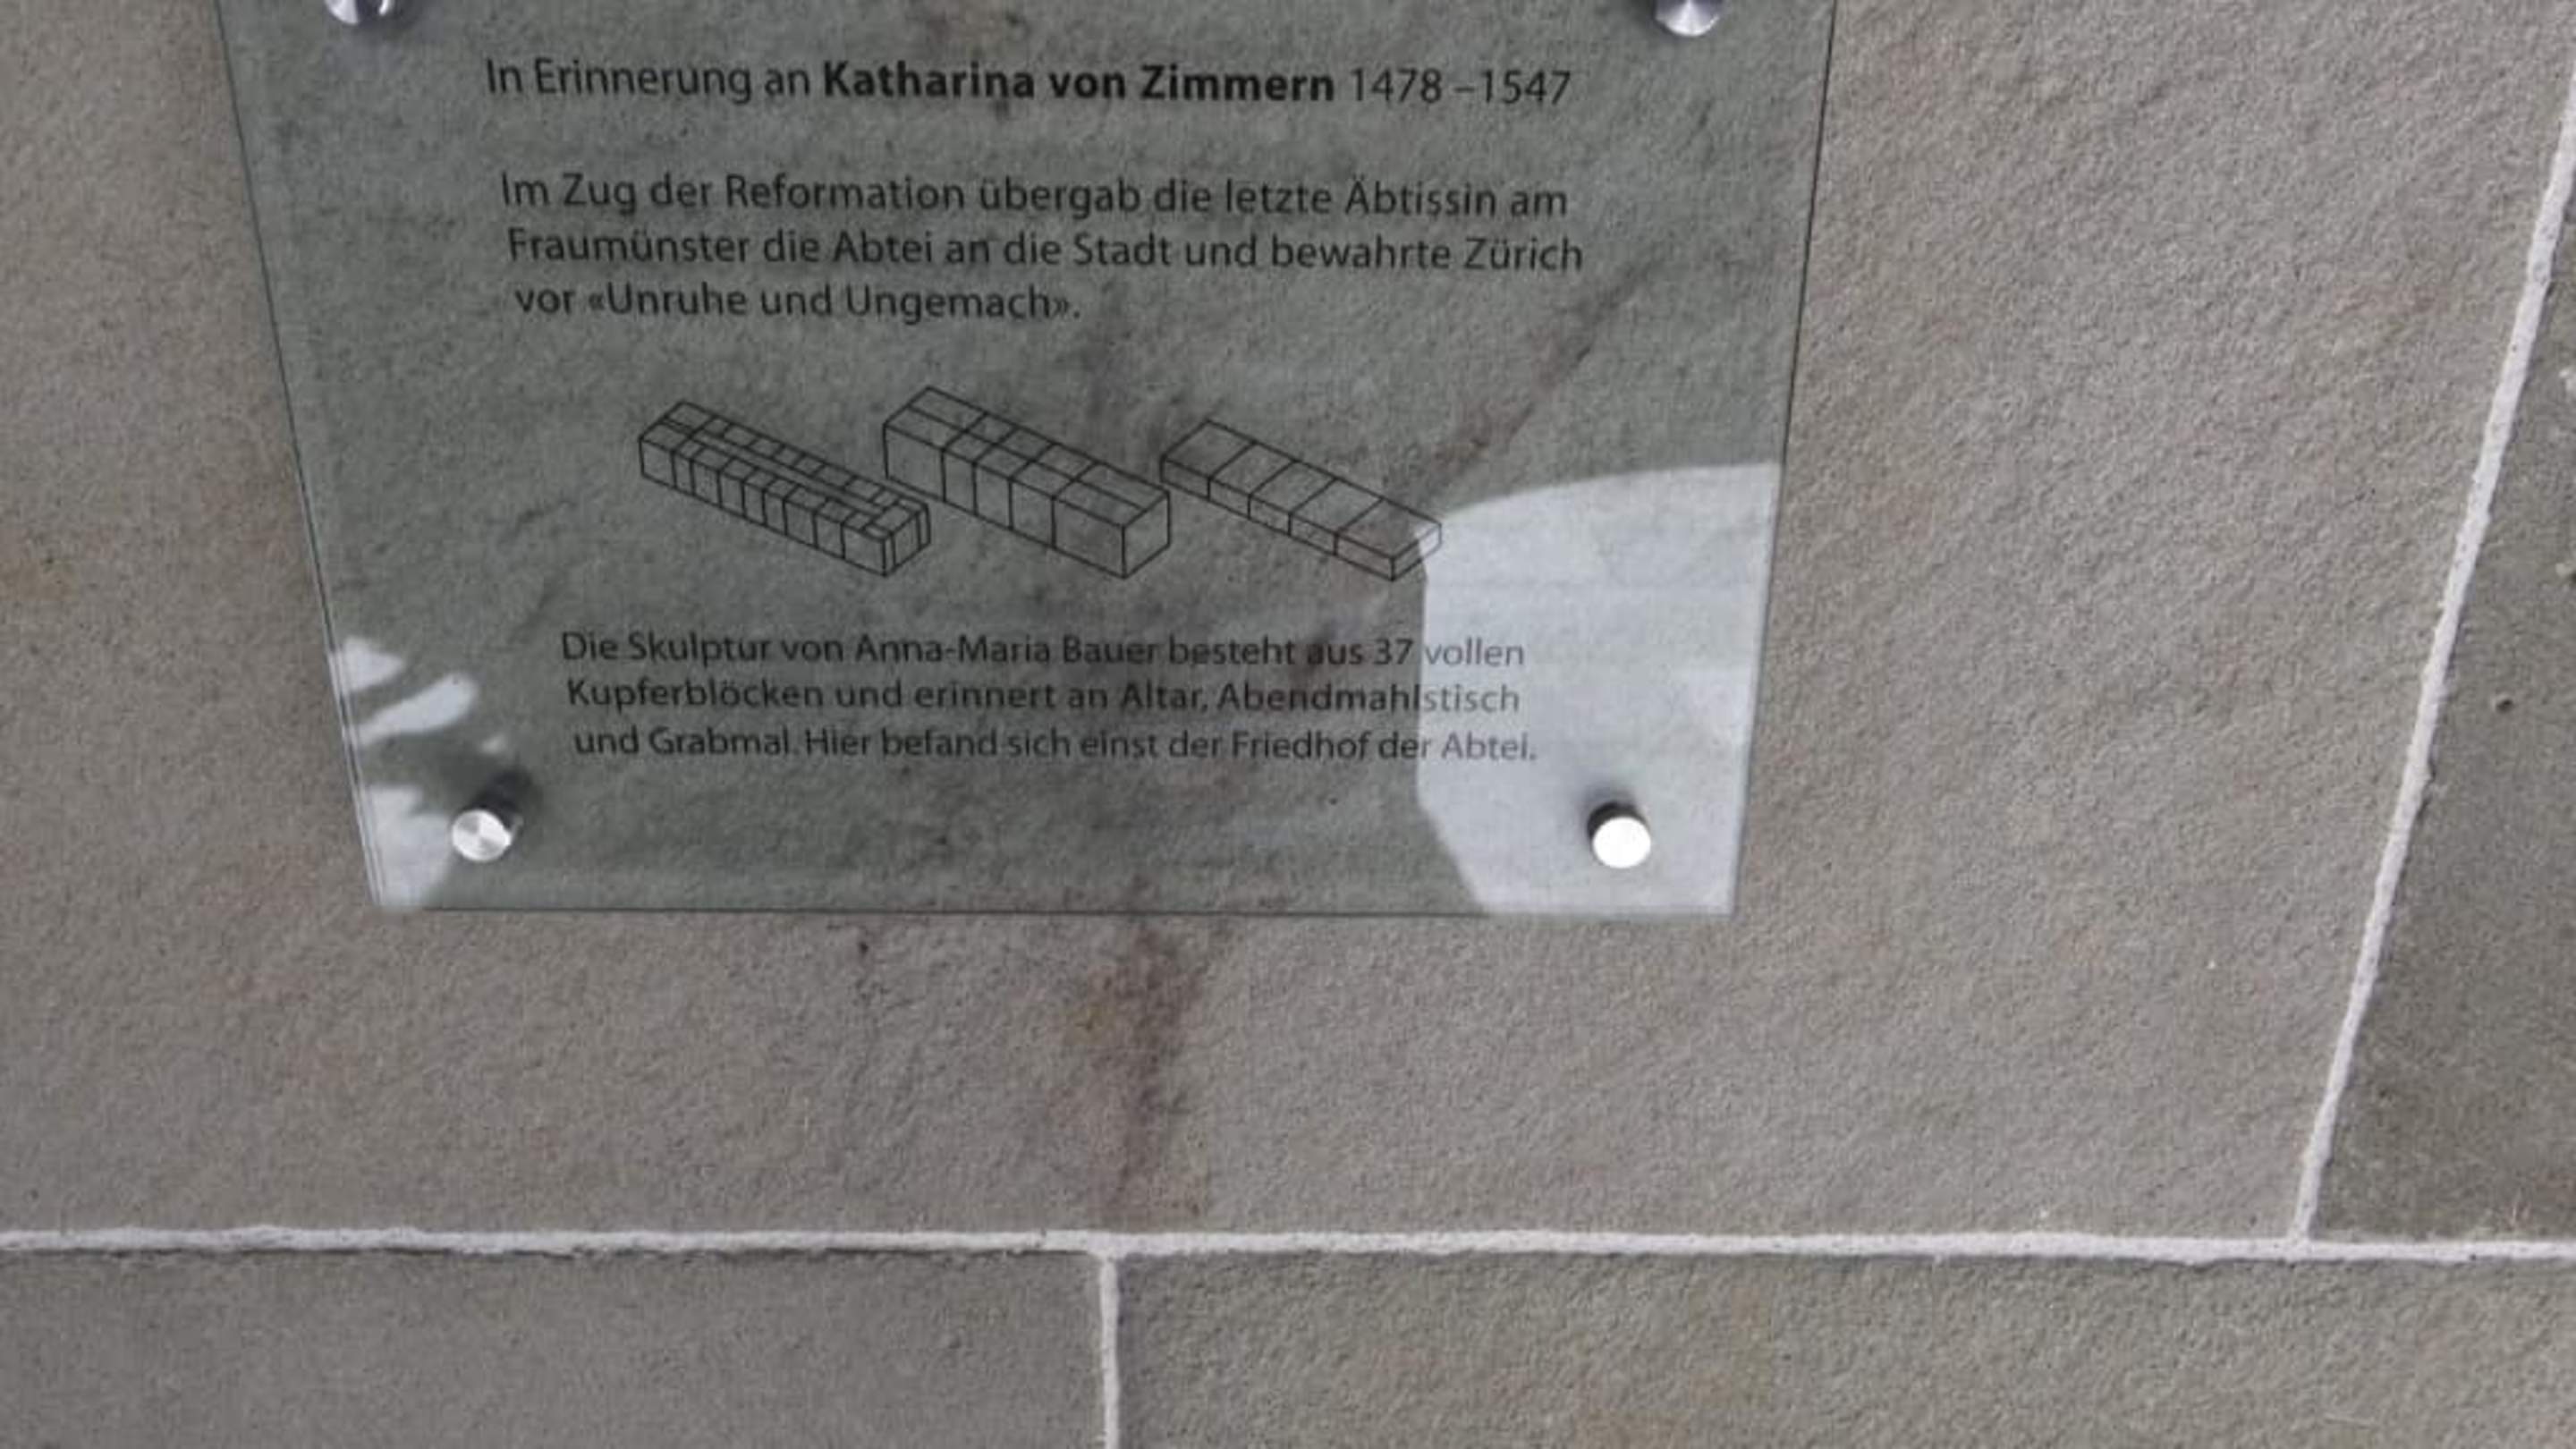 In Erinnerung an Katharina von Zimmern 1478 – 1547
Im Zug der Reformation übergab die letzte Äbtissin am
Fraumünster die Abtei an die Stadt und bewahrte Zürich
vor «Unruhe und Ungemach».
Die Skulptur von Anna-Maria Bauer besteht aus 37 vollen
Kupferblöcken und erinnert an Altar, Abendmahlstisch
und Grabmal. Hier befand sich einst der Friedhof der Abtei.